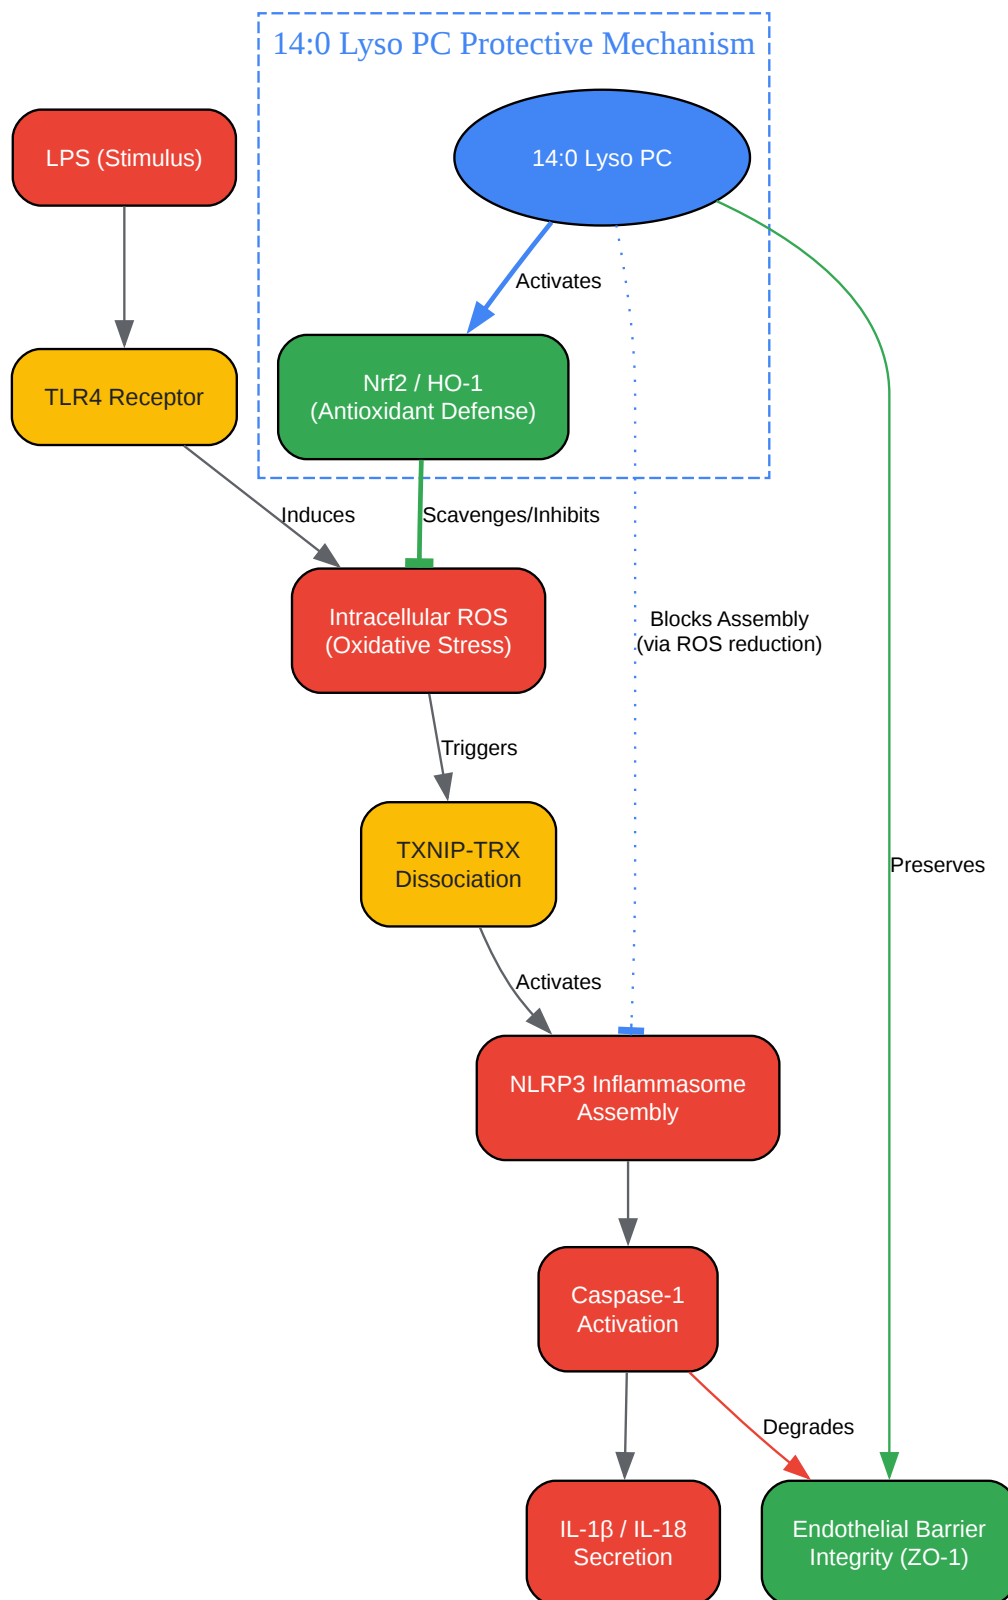 14:0 Lyso PC Protective Mechanism
LPS (Stimulus)
14:0 Lyso PC
Activates
TLR4 Receptor
Nrf2 / HO-1
(Antioxidant Defense)
Induces
Scavenges/Inhibits
Intracellular ROS
(Oxidative Stress)
Blocks Assembly
(via ROS reduction)
Triggers
TXNIP-TRX
Dissociation
Preserves
Activates
NLRP3 Inflammasome
Assembly
Caspase-1
Activation
Degrades
IL-1β / IL-18
Secretion
Endothelial Barrier
Integrity (ZO-1)